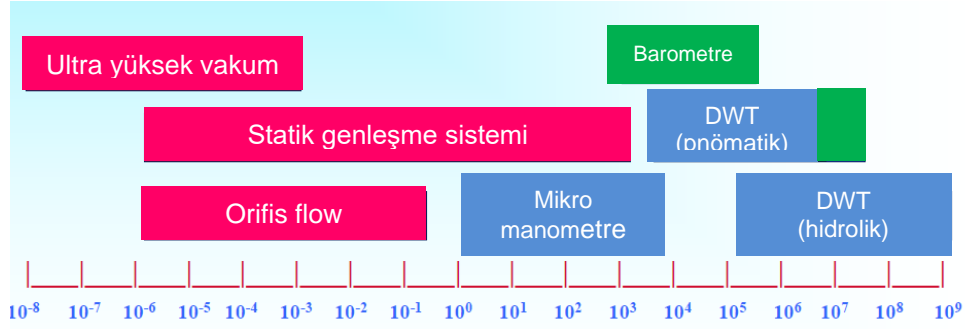 Barometre
Ultra yüksek vakum
DWT
(pnömatik)
Statik genleşme sistemi
Orifis flow
Mikro
manometre
DWT
(hidrolik)
10⁻⁸ 10⁻⁷ 10⁻⁶ 10⁻⁵ 10⁻⁴ 10⁻³ 10⁻² 10⁻¹ 10⁰ 10¹ 10² 10³ 10⁴ 10⁵ 10⁶ 10⁷ 10⁸ 10⁹